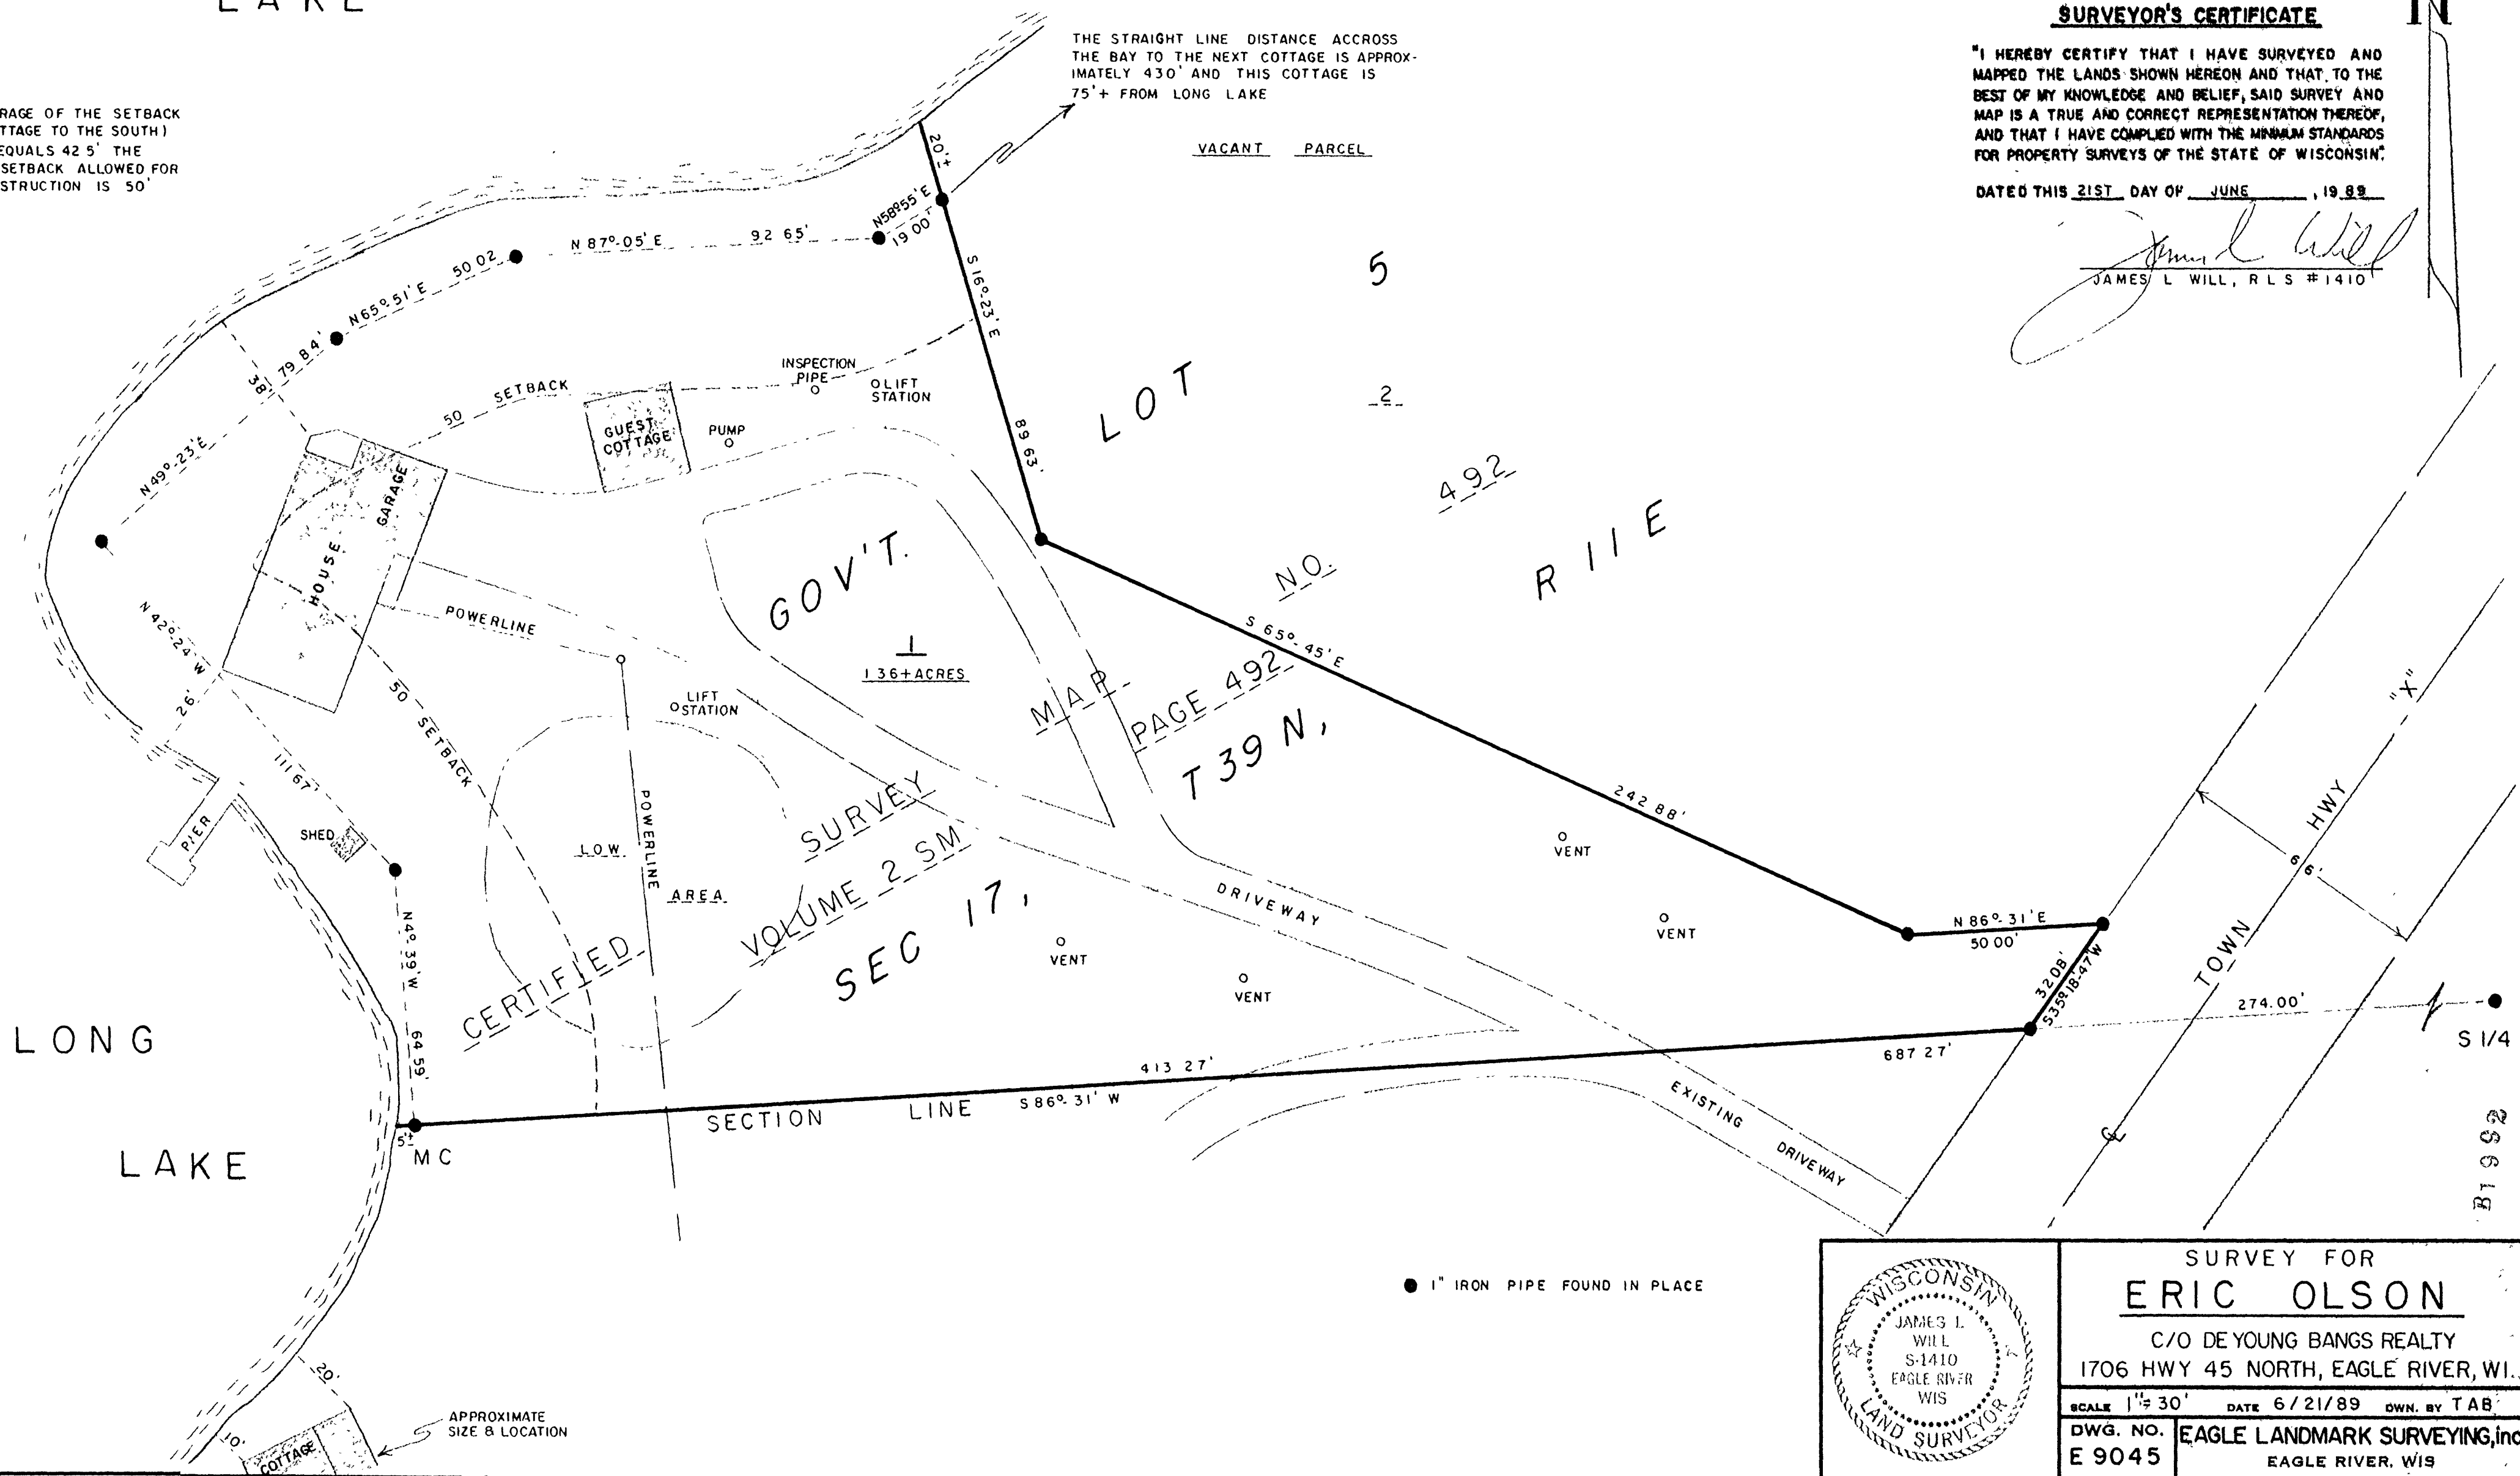 LAKE
THE STRAIGHT LINE DISTANCE ACCROSS
THE BAY TO THE NEXT COTTAGE IS APPROX-
IMATELY 430' AND THIS COTTAGE IS
75'+ FROM LONG LAKE
SURVEYOR'S CERTIFICATE
N
"I HEREBY CERTIFY THAT I HAVE SURVEYED AND
MAPPED THE LANDS SHOWN HEREON AND THAT, TO THE
BEST OF MY KNOWLEDGE AND BELIEF, SAID SURVEY AND
MAP IS A TRUE AND CORRECT REPRESENTATION THEREOF,
AND THAT I HAVE COMPLIED WITH THE MINIMUM STANDARDS
FOR PROPERTY SURVEYS OF THE STATE OF WISCONSIN."
DATED THIS 21ST DAY OF JUNE, 1989
JAMES L WILL, RLS #1410
RAGE OF THE SETBACK
TTAGE TO THE SOUTH)
EQUALS 42 5' THE
SETBACK ALLOWED FOR
STRUCTION IS 50'
VACANT PARCEL
20'±
N58°55'E
19 00'
N 87°-05' E 92 65'
N65°-51'E 50 02
79 84'
N 49°-23'E
38
S 16°-23' E
89 63'
50 SETBACK
INSPECTION
PIPE
LIFT
STATION
GUEST
COTTAGE
PUMP
GARAGE
HOUSE
5
2
LOT
492
R 11 E
GOV'T.
NO.
1
1 36+ACRES
MAP
PAGE 492
T 39 N,
S 65°-45' E
242 88'
POWERLINE
N 42°-24' W
26'
111 67'
50 SETBACK
LIFT
STATION
PIER
SHED
LOW
AREA
POWERLINE
SURVEY
VOLUME 2 SM
CERTIFIED
SEC 17,
DRIVEWAY
VENT
VENT
VENT
VENT
N 86°-31' E
50 00'
32 08'
S35°18'-47"W
TOWN HWY "X"
66'
274.00'
S 1/4
N4°-39'W
64 59'
LONG
LAKE
5'±
MC
413 27'
687 27'
SECTION LINE S 86°-31' W
EXISTING DRIVEWAY
℄
B1992
1" IRON PIPE FOUND IN PLACE
20'
10'
COTTAGE
APPROXIMATE
SIZE & LOCATION
WISCONSIN
JAMES L
WILL
S-1410
EAGLE RIVER
WIS
LAND SURVEYOR
SURVEY FOR
ERIC OLSON
C/O DEYOUNG BANGS REALTY
1706 HWY 45 NORTH, EAGLE RIVER, WI.
SCALE 1"=30' DATE 6/21/89 DWN. BY TAB
DWG. NO.
E 9045
EAGLE LANDMARK SURVEYING, inc
EAGLE RIVER, WIS